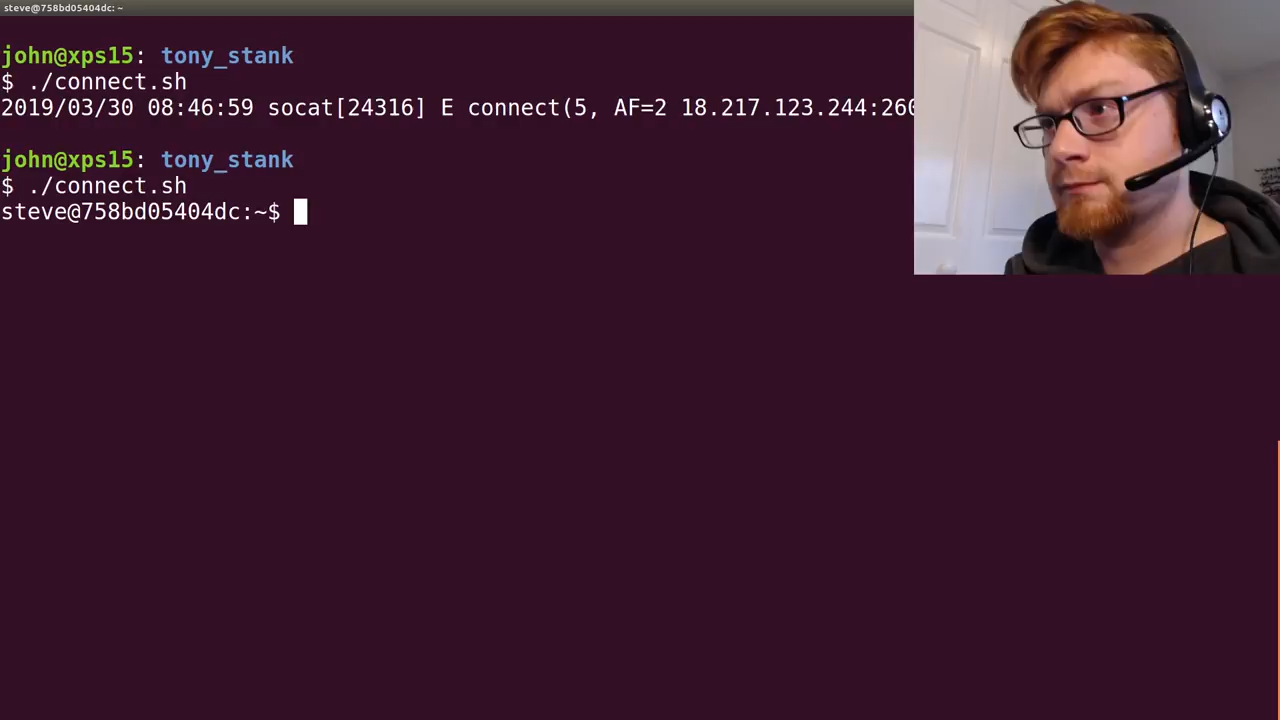 steve@758bd05404dc: ~
john@xps15: tony_stank
$ ./connect.sh
2019/03/30 08:46:59 socat[24316] E connect(5, AF=2 18.217.123.244:260
john@xps15: tony_stank
$ ./connect.sh
steve@758bd05404dc:~$